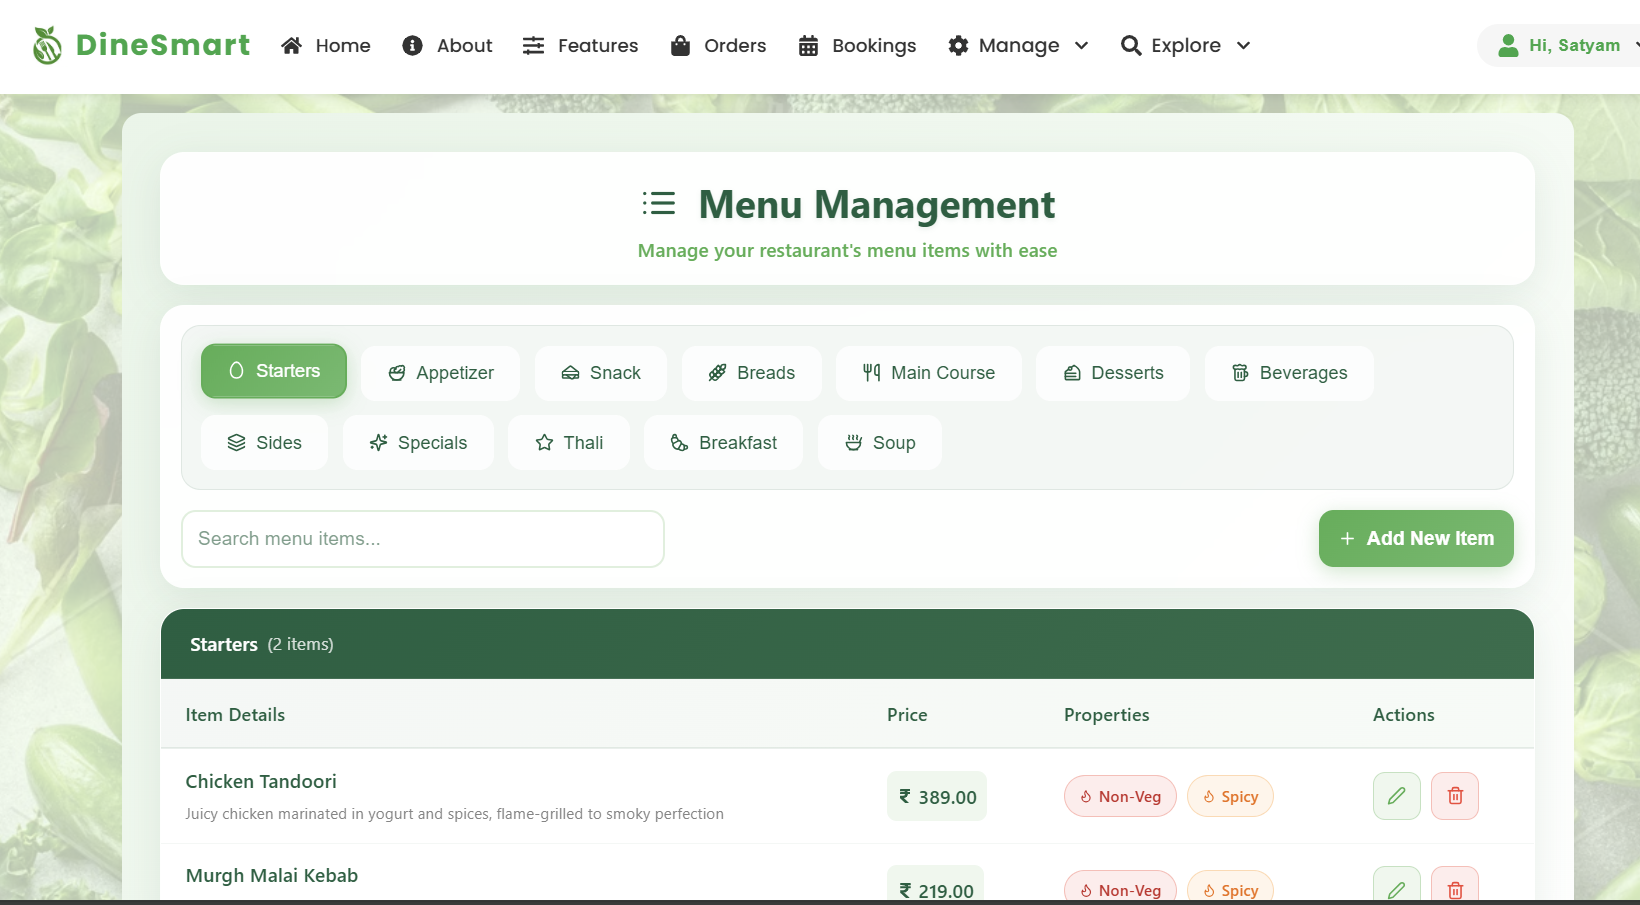 DineSmart Home About Features Orders Bookings Manage Explore Hi, Satyam
Menu Management
Manage your restaurant's menu items with ease
Starters Appetizer Snack Breads Main Course Desserts Beverages
Sides Specials Thali Breakfast Soup
Search menu items... + Add New Item
Starters (2 items)
Item Details Price Properties Actions
Chicken Tandoori
₹ 389.00 Non-Veg Spicy
Juicy chicken marinated in yogurt and spices, flame-grilled to smoky perfection
Murgh Malai Kebab
₹ 219.00 Non-Veg Spicy